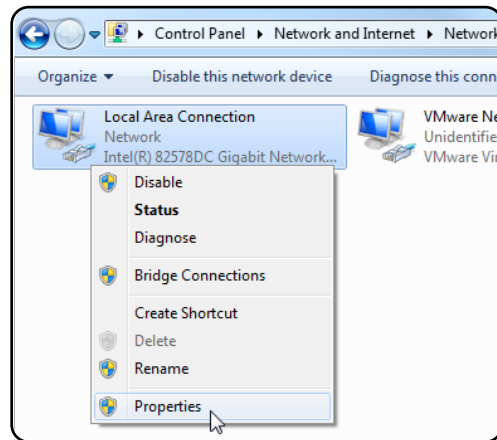 Control Panel ▸ Network and Internet ▸ Network
Organize ▾ Disable this network device Diagnose this conn
Local Area Connection VMware Ne
Network Unidentifie
Intel(R) 82578DC Gigabit Network... VMware Vir
Disable
Status
Diagnose
Bridge Connections
Create Shortcut
Delete
Rename
Properties